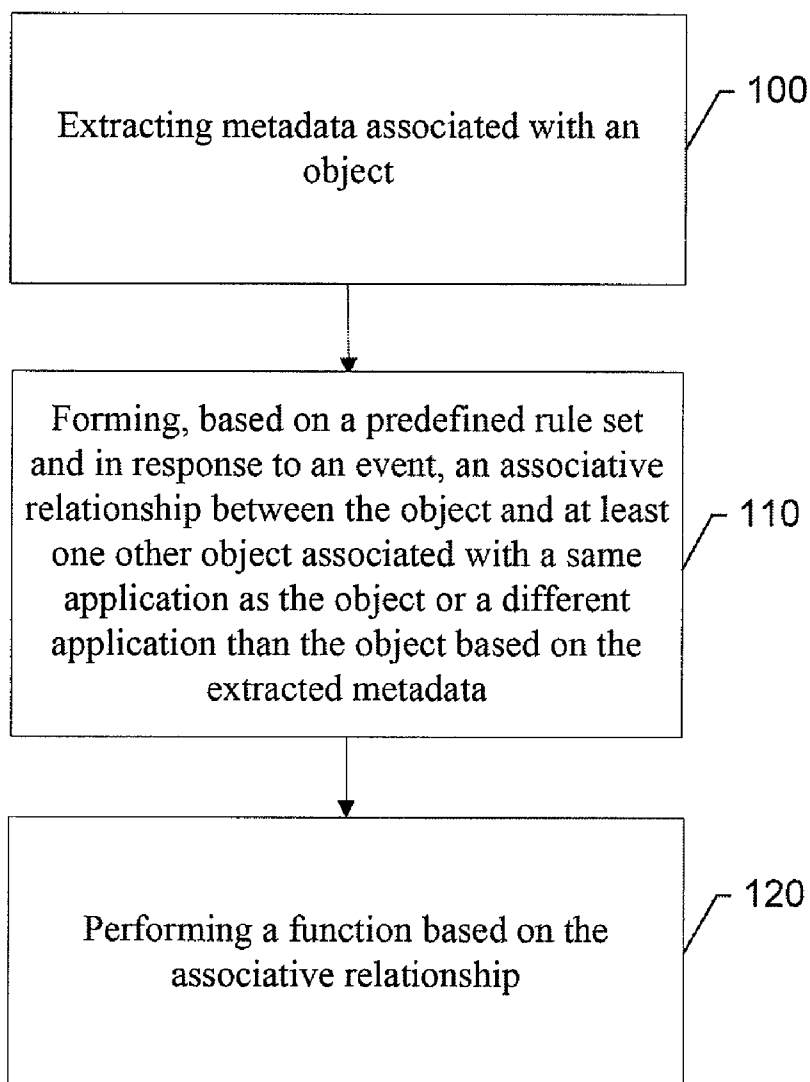 Extracting metadata associated with an
object
100
Forming, based on a predefined rule set
and in response to an event, an associative
relationship between the object and at least
one other object associated with a same
application as the object or a different
application than the object based on the
extracted metadata
110
Performing a function based on the
associative relationship
120